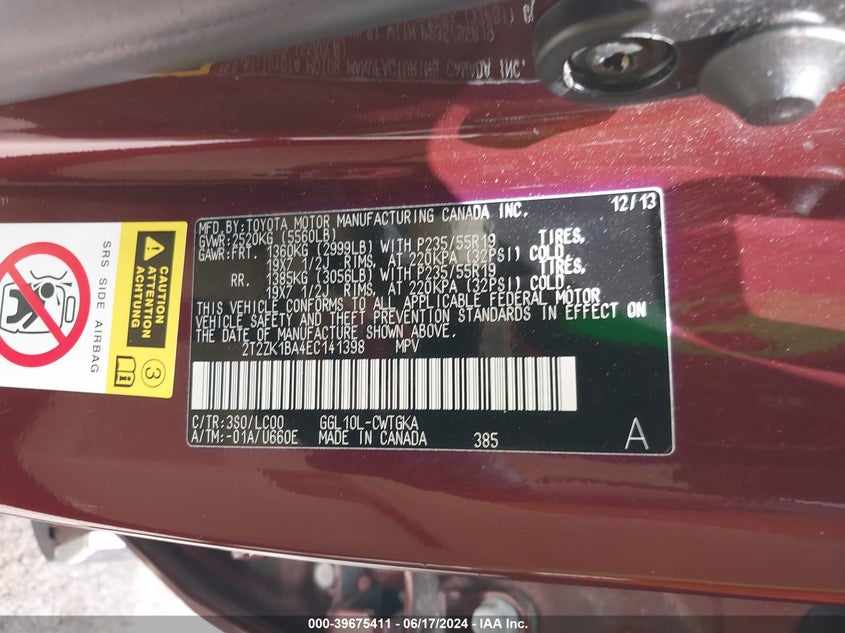 MFD.BY:TOYOTA MOTOR MANUFACTURING CANADA INC. 12/13
GVWR:2520KG (5560LB)
GAWR:FRT. 1360KG (2999LB) WITH P235/55R19 TIRES,
19X7 1/2J RIMS, AT 220KPA (32PSI) COLD.
RR. 1385KG (3056LB) WITH P235/55R19 TIRES,
19X7 1/2J RIMS, AT 220KPA (32PSI) COLD.
THIS VEHICLE CONFORMS TO ALL APPLICABLE FEDERAL MOTOR
VEHICLE SAFETY AND THEFT PREVENTION STANDARDS IN EFFECT ON
THE DATE OF MANUFACTURE SHOWN ABOVE.
2T2ZK1BA4EC141398 MPV
C/TR:3S0/LC00 GGL10L-CWTGKA
A/TM:-01A/U660E MADE IN CANADA 385 A
SRS SIDE AIRBAG
ATTENTION
CAUTION
ACHTUNG
3
000-39675411 - 06/17/2024 - IAA Inc.